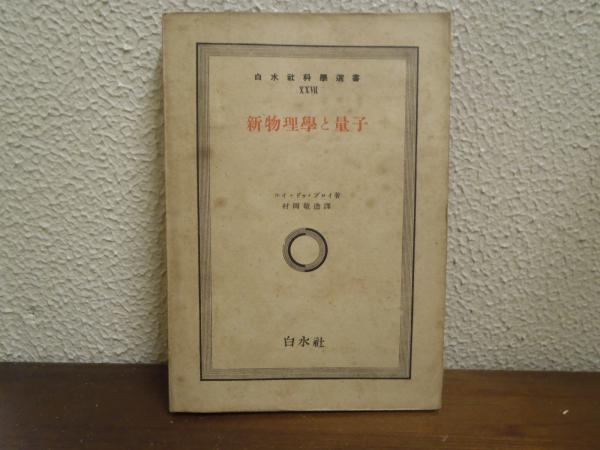 白水社科學選書
XXVII
新物理學と量子
ルイ・ドゥ・ブロイ著
村岡敬造譯
白水社